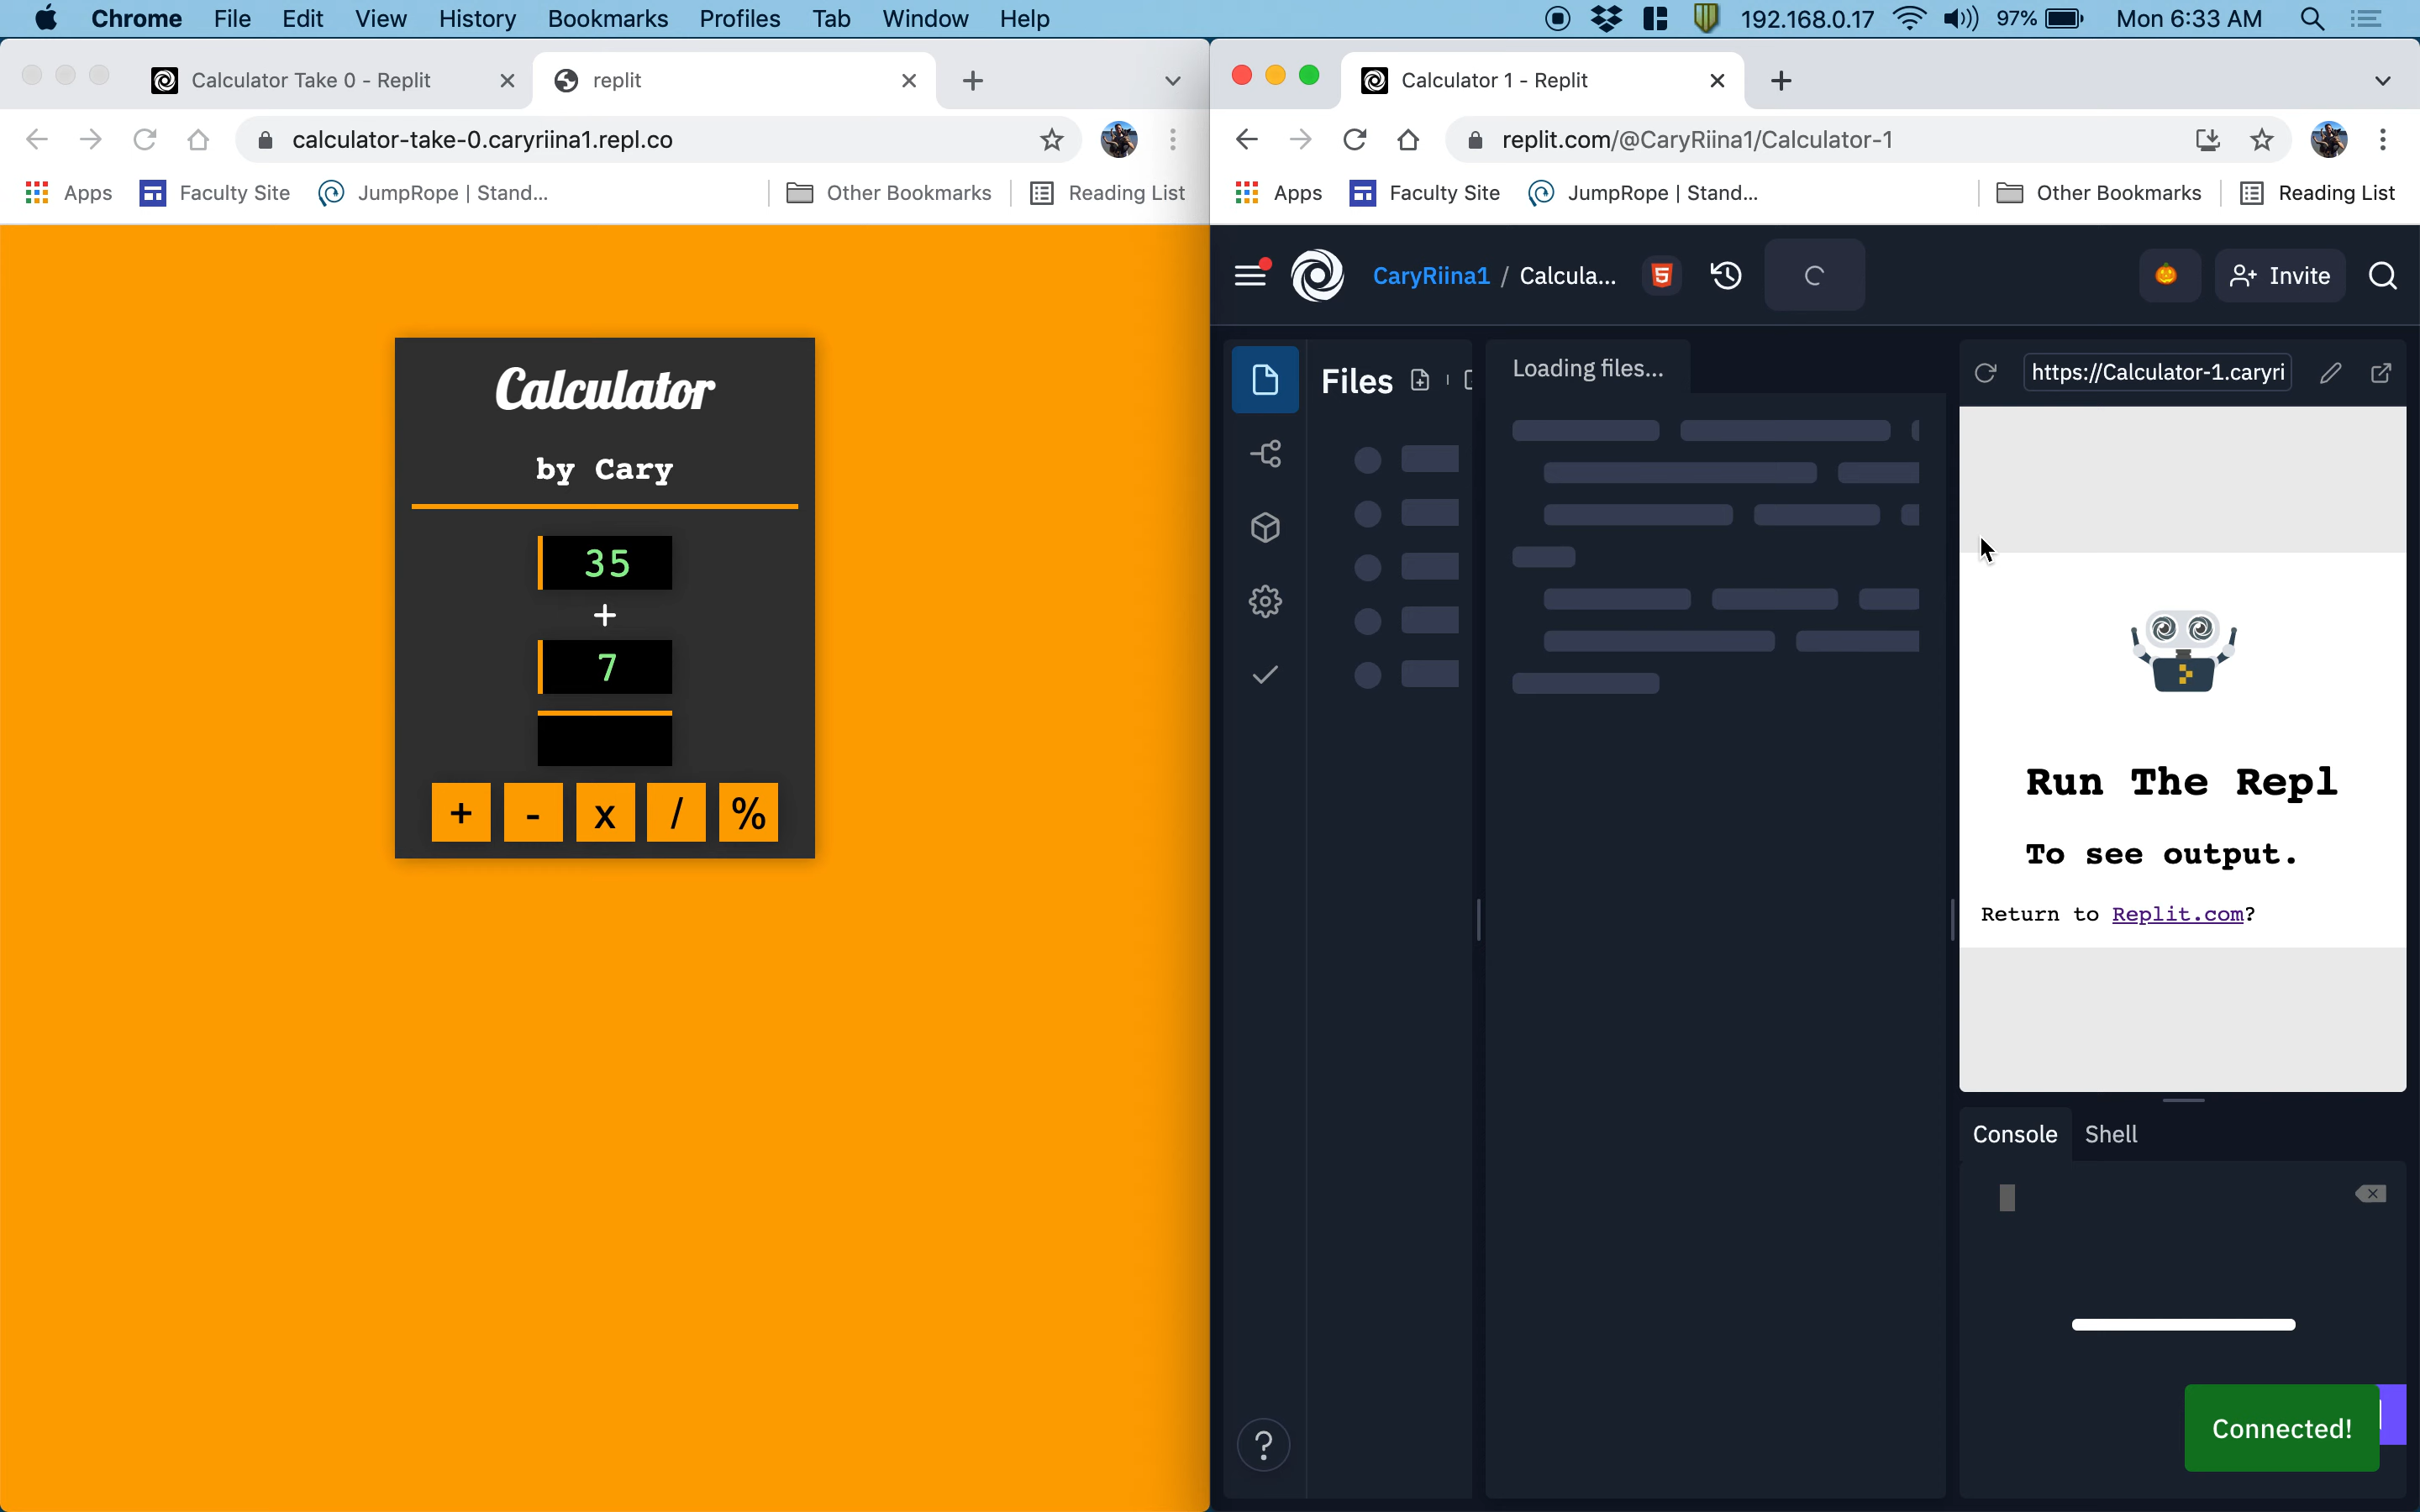 Chrome File Edit View History Bookmarks Profiles Tab Window Help
192.168.0.17 97% Mon 6:33 AM
Calculator Take 0 - Replit
replit
calculator-take-0.caryriina1.repl.co
Apps Faculty Site JumpRope | Stand... Other Bookmarks Reading List
Calculator
by Cary
35
+
7
+ - x / %
Calculator 1 - Replit
replit.com/@CaryRiina1/Calculator-1
Apps Faculty Site JumpRope | Stand... Other Bookmarks Reading List
CaryRiina1 / Calcula... 5 Invite
Files
Loading files...
https://Calculator-1.caryri
Run The Repl
To see output.
Return to Replit.com?
Console Shell
Connected!
?